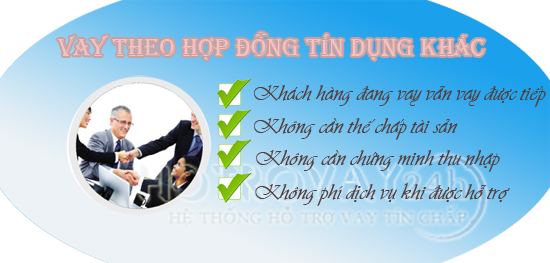 VAY THEO HỢP ĐỒNG TÍN DỤNG KHÁC
Khách hàng đang vay vẫn vay được tiếp
Không cần thế chấp tài sản
Không cần chứng minh thu nhập
Không phí dịch vụ khi được hỗ trợ
HOTROVAY24h
HỆ THỐNG HỖ TRỢ VAY TÍN CHẤP